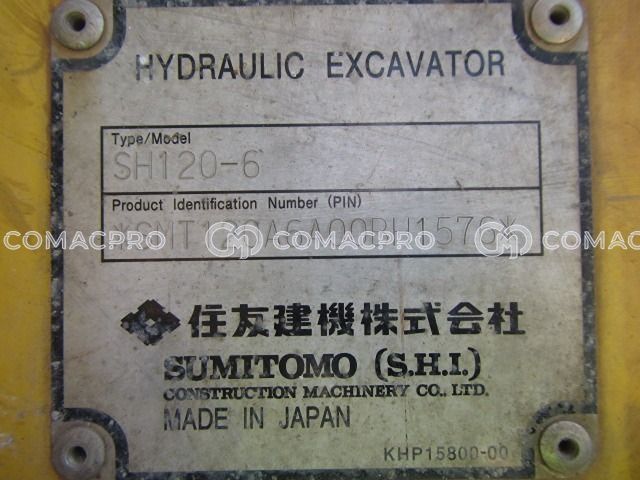 HYDRAULIC EXCAVATOR
Type/Model
SH120-6
Product Identification Number (PIN)
COMACPRO COMACPRO COMACPRO
住友建機株式会社
SUMITOMO (S.H.I.)
CONSTRUCTION MACHINERY CO., LTD.
MADE IN JAPAN
KHP15800-00